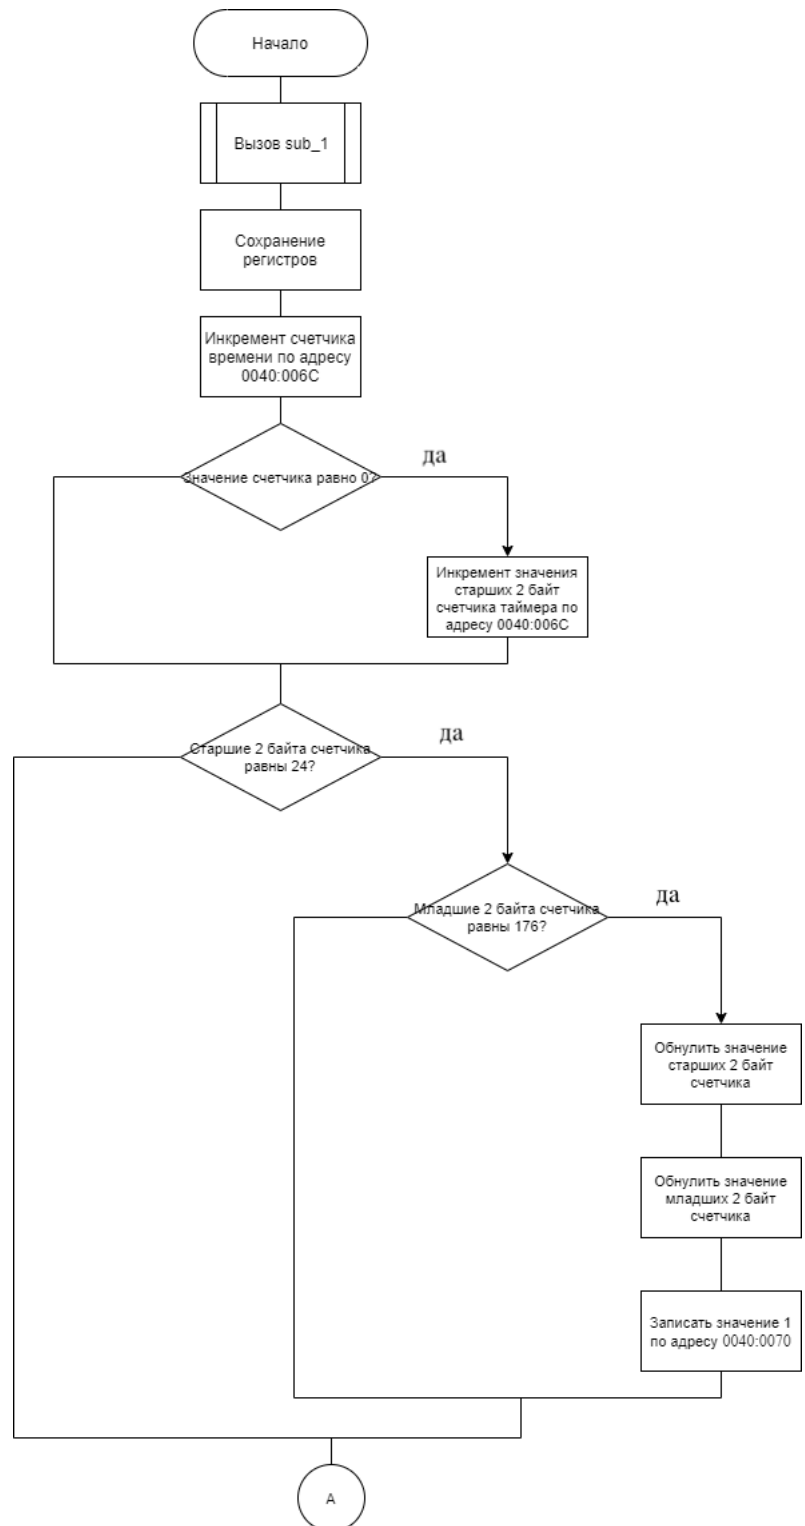 Начало
Вызов sub_1
Сохранение
регистров
Инкремент счетчика
времени по адресу
0040:006C
да
Значение счетчика равно 0?
Инкремент значения
старших 2 байт
счетчика таймера по
адресу 0040:006C
да
Старшие 2 байта счетчика
равны 24?
да
Младшие 2 байта счетчика
равны 176?
Обнулить значение
старших 2 байт
счетчика
Обнулить значение
младших 2 байт
счетчика
Записать значение 1
по адресу 0040:0070
A